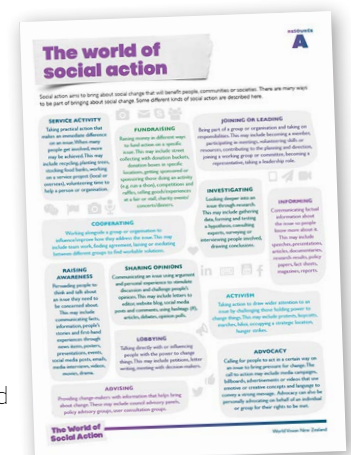 RESOURCE
A
The world of
social action
Social action aims to bring about social change that will benefit people, communities or societies. There are many ways
to be part of bringing about social change. Some different kinds of social action are described here.
SERVICE ACTIVITY
Taking practical action that
makes an immediate difference
on an issue. When many
people get involved, more
may be achieved. This may
include recycling, planting trees,
stocking food banks, working
on a service project (local or
overseas), volunteering time to
help a person or organisation.
FUNDRAISING
Raising money in different ways
to fund action on a specific
issue. This may include street
collecting with donation buckets,
donation boxes in specific
locations, getting sponsored or
sponsoring those doing an activity
(e.g. run a thon), competitions and
raffles, selling goods/experiences
at a fair or stall, charity events/
concerts/dinners.
JOINING OR LEADING
Being part of a group or organisation and taking on
responsibilities. This may include becoming a member,
participating in meetings, volunteering skills or
resources, contributing to the planning and direction,
joining a working group or committee, becoming a
representative, taking a leadership role.
INVESTIGATING
Looking deeper into an
issue through research.
This may include gathering
data, forming and testing
a hypothesis, consulting
experts, surveying or
interviewing people involved,
drawing conclusions.
INFORMING
Communicating factual
information about
the issue so people
know more about it.
This may include
speeches, presentations,
articles, documentaries,
research results, policy
papers, fact sheets,
magazines, reports.
COOPERATING
Working alongside a group or organisation to
influence/improve how they address the issue. This may
include team work, finding agreement, liaising or mediating
between different groups to find workable solutions.
RAISING
AWARENESS
Persuading people to
think and talk about
an issue they need to
be concerned about.
This may include
communicating facts,
information, people's
stories and first-hand
experiences through
news items, posters,
presentations, events,
social media posts, emails,
media interviews, videos,
movies, drama.
SHARING OPINIONS
Communicating an issue using argument
and personal experience to stimulate
discussion and challenge people's
opinions. This may include letters to
editor, website blog, social media
posts and comments, using hashtags (#),
articles, debates, opinion polls.
ACTIVISM
Taking action to draw wider attention to an
issue by challenging those holding power to
change things. This may include protests, boycotts,
marches, hikoi, occupying a strategic location,
hunger strikes.
LOBBYING
Talking directly with or influencing
people with the power to change
things. This may include petitions, letter
writing, meeting with decision-makers.
ADVOCACY
Calling for people to act in a certain way on
an issue to bring pressure for change. The
call to action may include media campaigns,
billboards, advertisements or videos that use
emotive or creative concepts and language to
convey a strong message. Advocacy can also be
personally advocating on behalf of an individual
or group for their rights to be met.
ADVISING
Providing change-makers with information that helps bring
about change. These may include council advisory panels,
policy advisory groups, user consultation groups.
The World of
Social Action
World Vision New Zealand